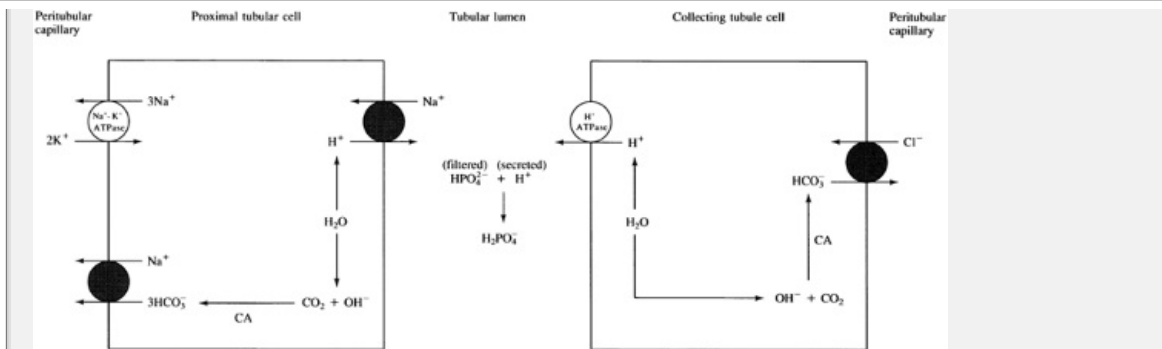 Peritubular
capillary
Proximal tubular cell
Tubular lumen
Collecting tubule cell
Peritubular
capillary
3Na⁺
Na⁺-K⁺
ATPase
2K⁺
Na⁺
H⁺
H₂O
Na⁺
3HCO₃⁻
CO₂ + OH⁻
CA
(filtered) (secreted)
HPO₄²⁻ + H⁺
H₂PO₄⁻
H⁺
ATPase
H⁺
Cl⁻
HCO₃⁻
H₂O
CA
OH⁻ + CO₂